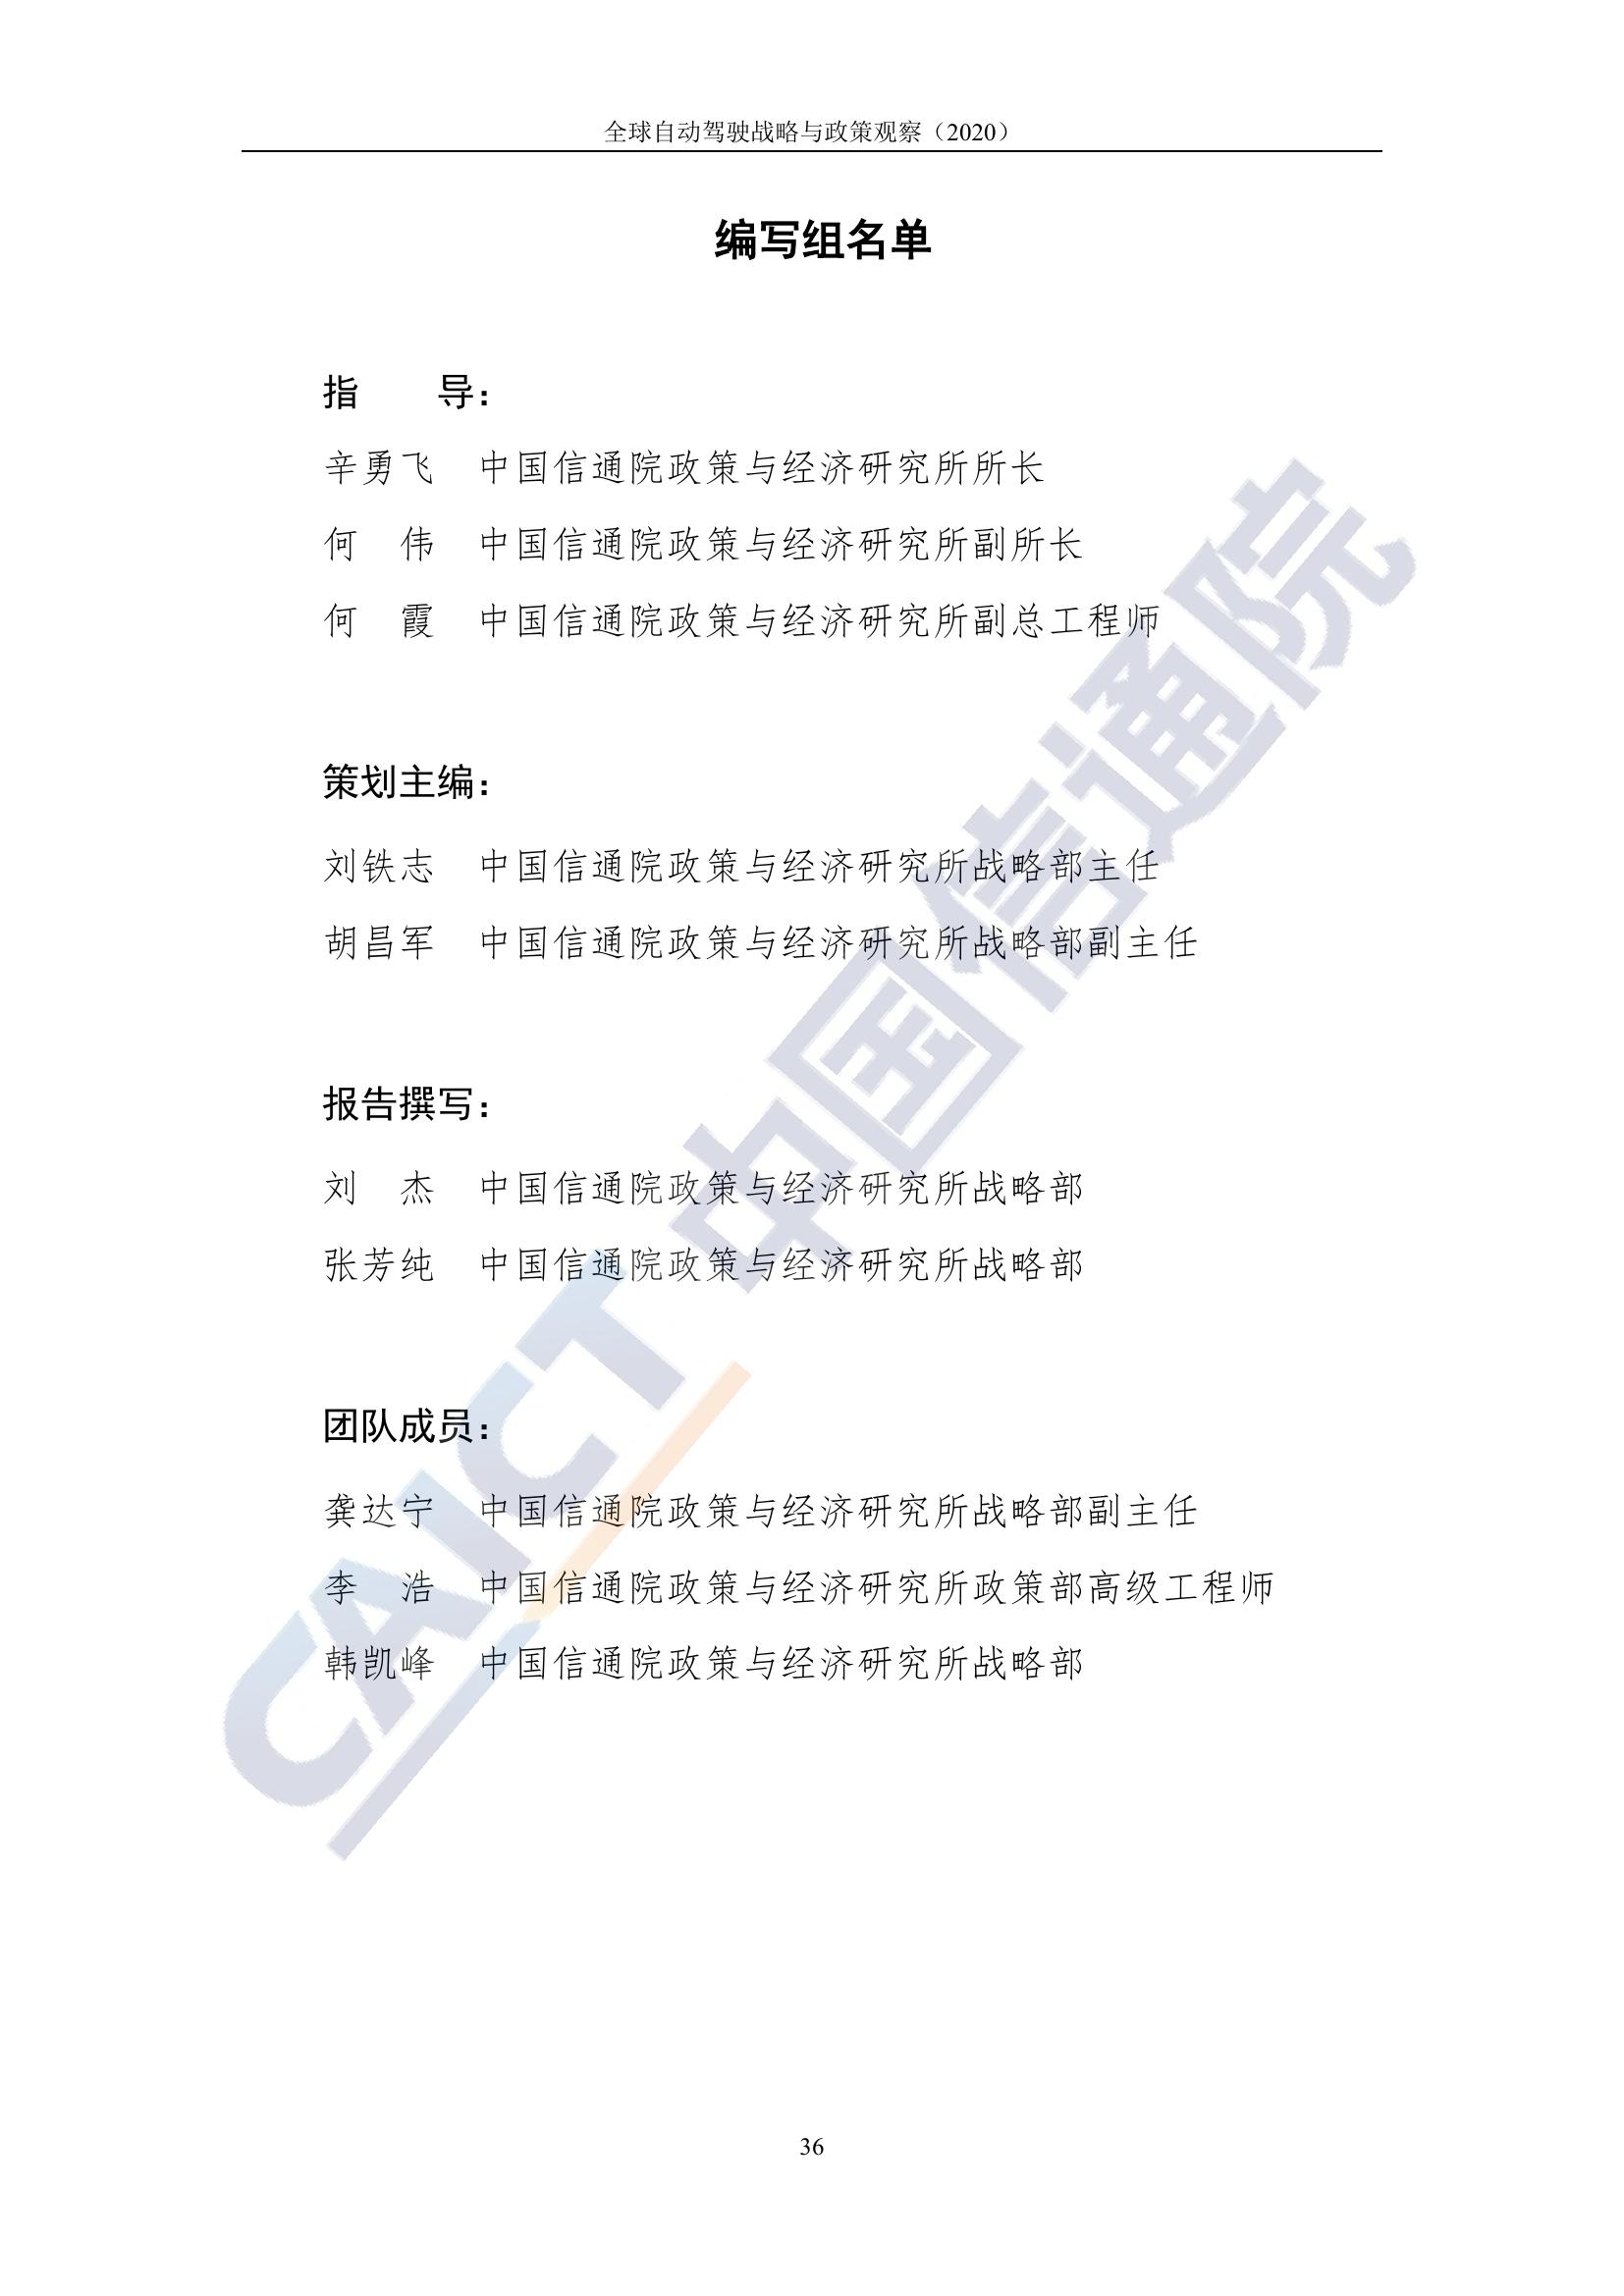 全球自动驾驶战略与政策观察（2020）
编写组名单
指　　导：
辛勇飞　中国信通院政策与经济研究所所长
何　伟　中国信通院政策与经济研究所副所长
何　霞　中国信通院政策与经济研究所副总工程师
策划主编：
刘铁志　中国信通院政策与经济研究所战略部主任
胡昌军　中国信通院政策与经济研究所战略部副主任
报告撰写：
刘　杰　中国信通院政策与经济研究所战略部
张芳纯　中国信通院政策与经济研究所战略部
团队成员：
龚达宁　中国信通院政策与经济研究所战略部副主任
李　浩　中国信通院政策与经济研究所政策部高级工程师
韩凯峰　中国信通院政策与经济研究所战略部
CAICT 中国信通院
36